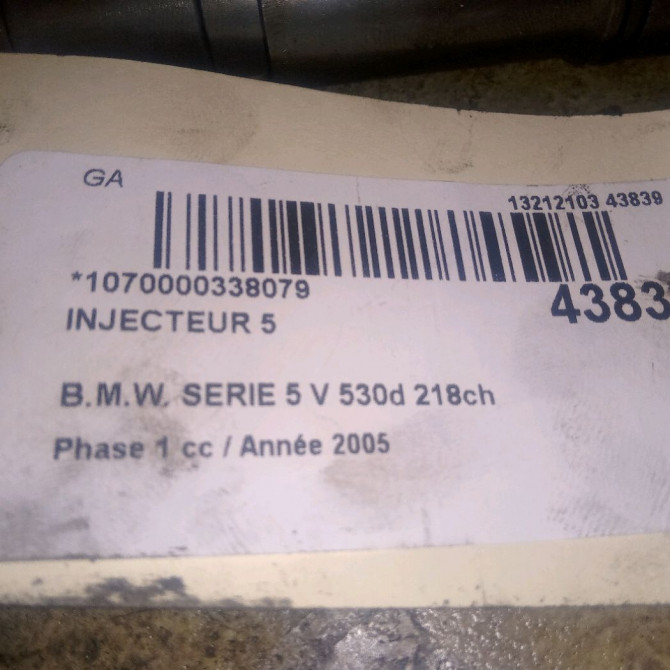 GA
13212103 43839
*1070000338079
4383
INJECTEUR 5
B.M.W. SERIE 5 V 530d 218ch
Phase 1 cc / Année 2005